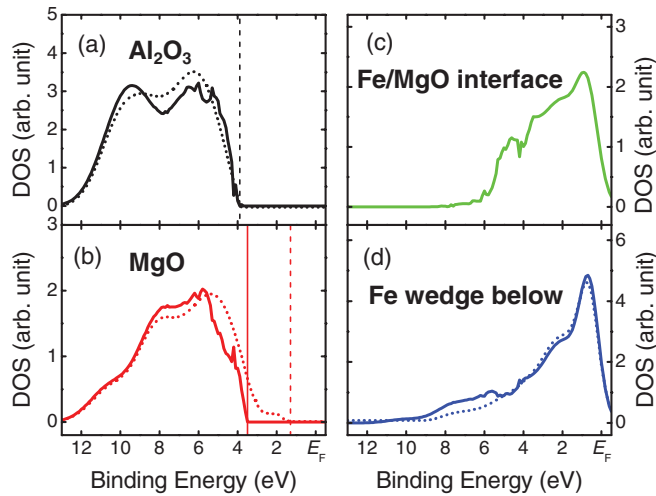 (a)
Al₂O₃
DOS (arb. unit)
5
4
3
2
1
0
(c)
Fe/MgO interface
DOS (arb. unit)
3
2
1
0
(b)
MgO
DOS (arb. unit)
3
2
1
0
12 10 8 6 4 2 E_F
Binding Energy (eV)
(d)
Fe wedge below
DOS (arb. unit)
6
4
2
0
12 10 8 6 4 2 E_F
Binding Energy (eV)